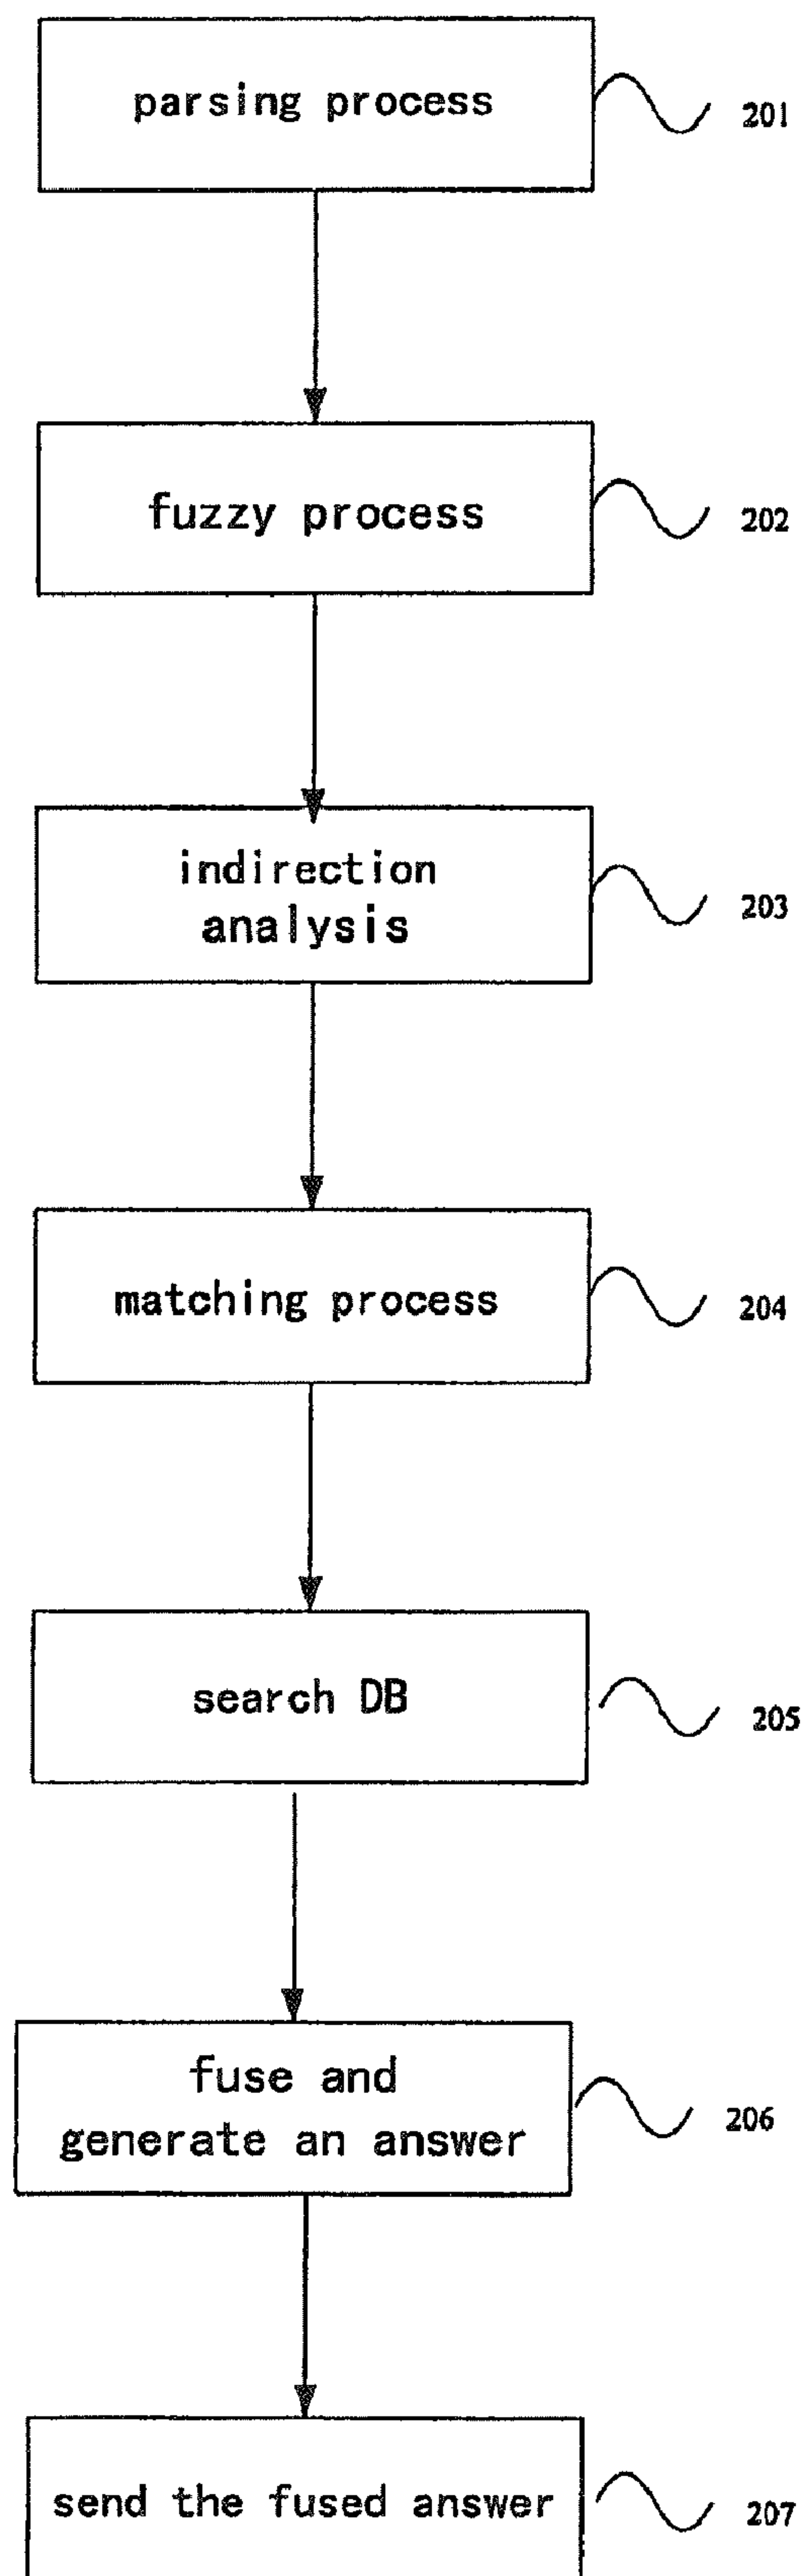 parsing process
201
fuzzy process
202
indirection
analysis
203
matching process
204
search DB
205
fuse and
generate an answer
206
send the fused answer
207